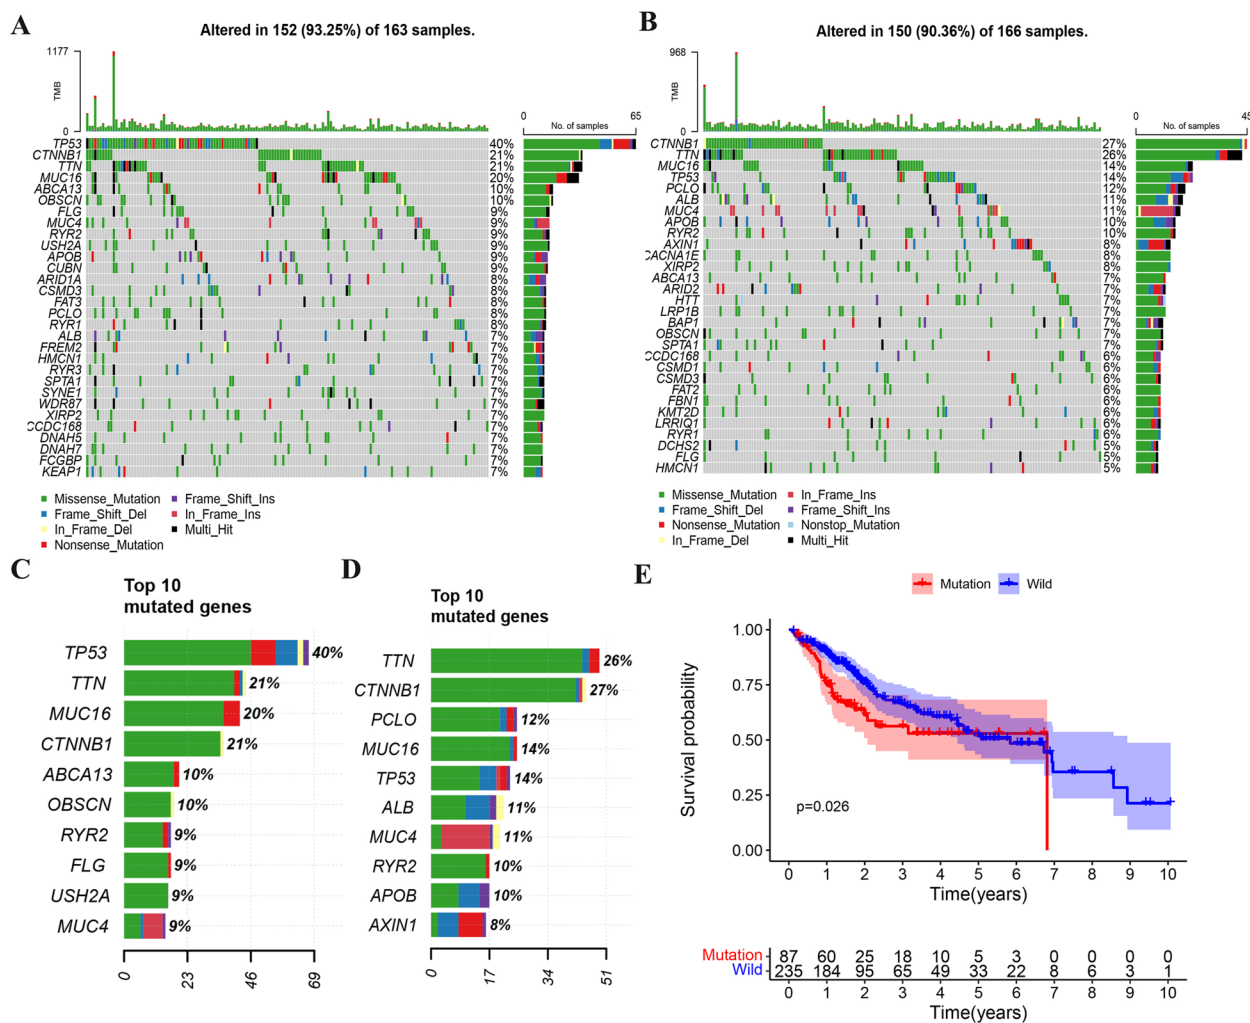 A
Altered in 152 (93.25%) of 163 samples.
1177
TMB
0
0
65
No. of samples
TP53 40%
CTNNB1 21%
TTN 21%
MUC16 20%
ABCA13 10%
OBSCN 10%
FLG 9%
MUC4 9%
RYR2 9%
USH2A 9%
APOB 9%
CUBN 9%
ARID1A 8%
CSMD3 8%
FAT3 8%
PCLO 8%
RYR1 8%
ALB 7%
FREM2 7%
HMCN1 7%
RYR3 7%
SPTA1 7%
SYNE1 7%
WDR87 7%
XIRP2 7%
CCDC168 7%
DNAH5 7%
DNAH7 7%
FCGBP 7%
KEAP1 7%
Missense_Mutation
Frame_Shift_Del
In_Frame_Del
Nonsense_Mutation
Frame_Shift_Ins
In_Frame_Ins
Multi_Hit
B
Altered in 150 (90.36%) of 166 samples.
968
TMB
0
0
45
No. of samples
CTNNB1 27%
TTN 26%
MUC16 14%
TP53 14%
PCLO 12%
ALB 11%
MUC4 11%
APOB 10%
RYR2 10%
AXIN1 8%
CACNA1E 8%
XIRP2 8%
ABCA13 7%
ARID2 7%
HTT 7%
LRP1B 7%
BAP1 7%
OBSCN 7%
SPTA1 7%
CCDC168 6%
CSMD1 6%
CSMD3 6%
FAT2 6%
FBN1 6%
KMT2D 6%
LRRIQ1 6%
RYR1 6%
DCHS2 5%
FLG 5%
HMCN1 5%
Missense_Mutation
Frame_Shift_Del
Nonsense_Mutation
In_Frame_Del
In_Frame_Ins
Frame_Shift_Ins
Nonstop_Mutation
Multi_Hit
C
Top 10
mutated genes
TP53 40%
TTN 21%
MUC16 20%
CTNNB1 21%
ABCA13 10%
OBSCN 10%
RYR2 9%
FLG 9%
USH2A 9%
MUC4 9%
0 23 46 69
D
Top 10
mutated genes
TTN 26%
CTNNB1 27%
PCLO 12%
MUC16 14%
TP53 14%
ALB 11%
MUC4 11%
RYR2 10%
APOB 10%
AXIN1 8%
0 17 34 51
E
Mutation Wild
Survival probability
1.00
0.75
0.50
0.25
0.00
p=0.026
0 1 2 3 4 5 6 7 8 9 10
Time(years)
Mutation 87 60 25 18 10 5 3 0 0 0 0
Wild 235 184 95 65 49 33 22 8 6 3 1
0 1 2 3 4 5 6 7 8 9 10
Time(years)